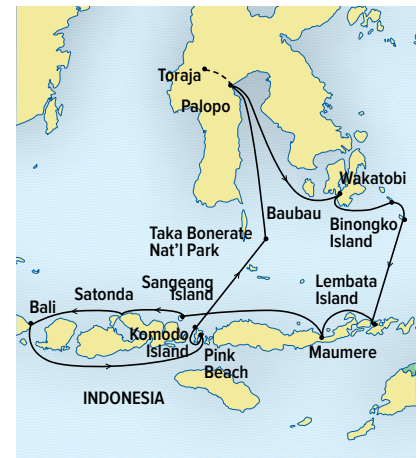 Toraja
Palopo
Wakatobi
Baubau
Binongko
Island
Taka Bonerate
Nat'l Park
Lembata
Island
Sangeang
Island
Satonda
Bali
Komodo
Island
Pink
Beach
Maumere
INDONESIA